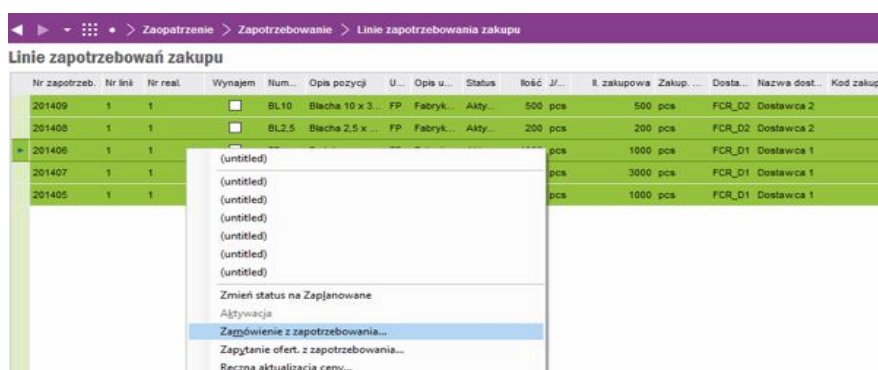 Zaopatrzenie > Zapotrzebowanie > Linie zapotrzebowania zakupu
Linie zapotrzebowań zakupu
Nr zapotrzeb. Nr linii Nr real. Wynajem Num... Opis pozycji U... Opis u... Status Ilość J/... Il. zakupowa Zakup. ... Dosta... Nazwa dost... Kod zakup
201409 1 1 BL10 Blacha 10 x 3... FP Fabryk... Akty... 500 pcs 500 pcs FCR_D2 Dostawca 2
201408 1 1 BL2,5 Blacha 2,5 x ... FP Fabryk... Akty... 200 pcs 200 pcs FCR_D2 Dostawca 2
201406 1 1 pcs 1000 pcs FCR_D1 Dostawca 1
201407 1 1 pcs 3000 pcs FCR_D1 Dostawca 1
201405 1 1 pcs 1000 pcs FCR_D1 Dostawca 1
(untitled)
(untitled)
(untitled)
(untitled)
(untitled)
(untitled)
(untitled)
Zmień status na Zaplanowane
Aktywacja
Zamówienie z zapotrzebowania...
Zapytanie ofert. z zapotrzebowania...
Ręczna aktualizacja ceny...